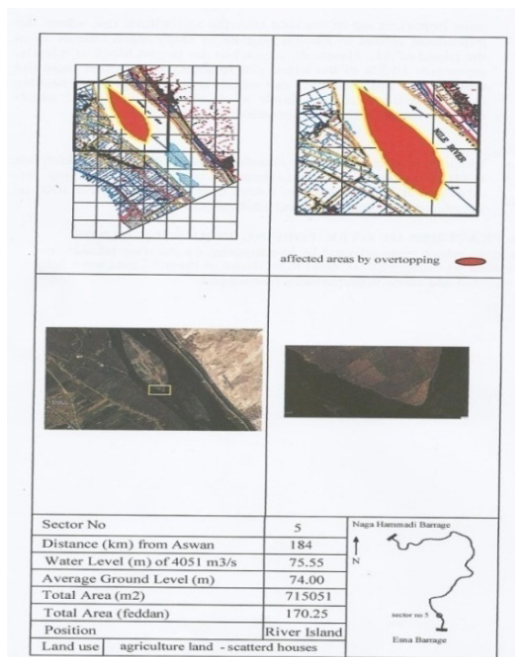 NILE RIVER
affected areas by overtopping
Sector No 5
Distance (km) from Aswan 184
Water Level (m) of 4051 m3/s 75.55
Average Ground Level (m) 74.00
Total Area (m2) 715051
Total Area (feddan) 170.25
Position River Island
Land use agriculture land - scatterd houses
Naga Hammadi Barrage
N
sector no 5
Esna Barrage